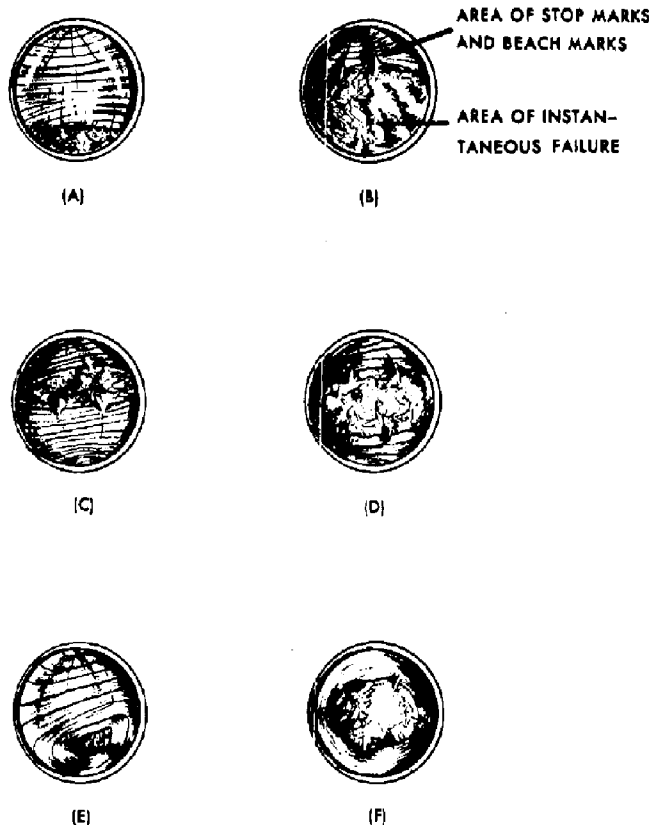 AREA OF STOP MARKS
AND BEACH MARKS
AREA OF INSTAN-
TANEOUS FAILURE
(A)
(B)
(C)
(D)
(E)
(F)